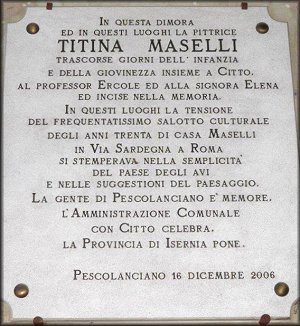 In questa dimora
ed in questi luoghi la pittrice
TITINA MASELLI
trascorse giorni dell'infanzia
e della giovinezza insieme a Citto,
al professor Ercole ed alla signora Elena
ed incise nella memoria.
In questi luoghi la tensione
del frequentatissimo salotto culturale
degli anni trenta di casa Maselli
in Via Sardegna a Roma
si stemperava nella semplicità
del paese degli avi
e nelle suggestioni del paesaggio.
La gente di Pescolanciano è memore,
l'Amministrazione Comunale
con Citto celebra,
la Provincia di Isernia pone.
Pescolanciano 16 dicembre 2006